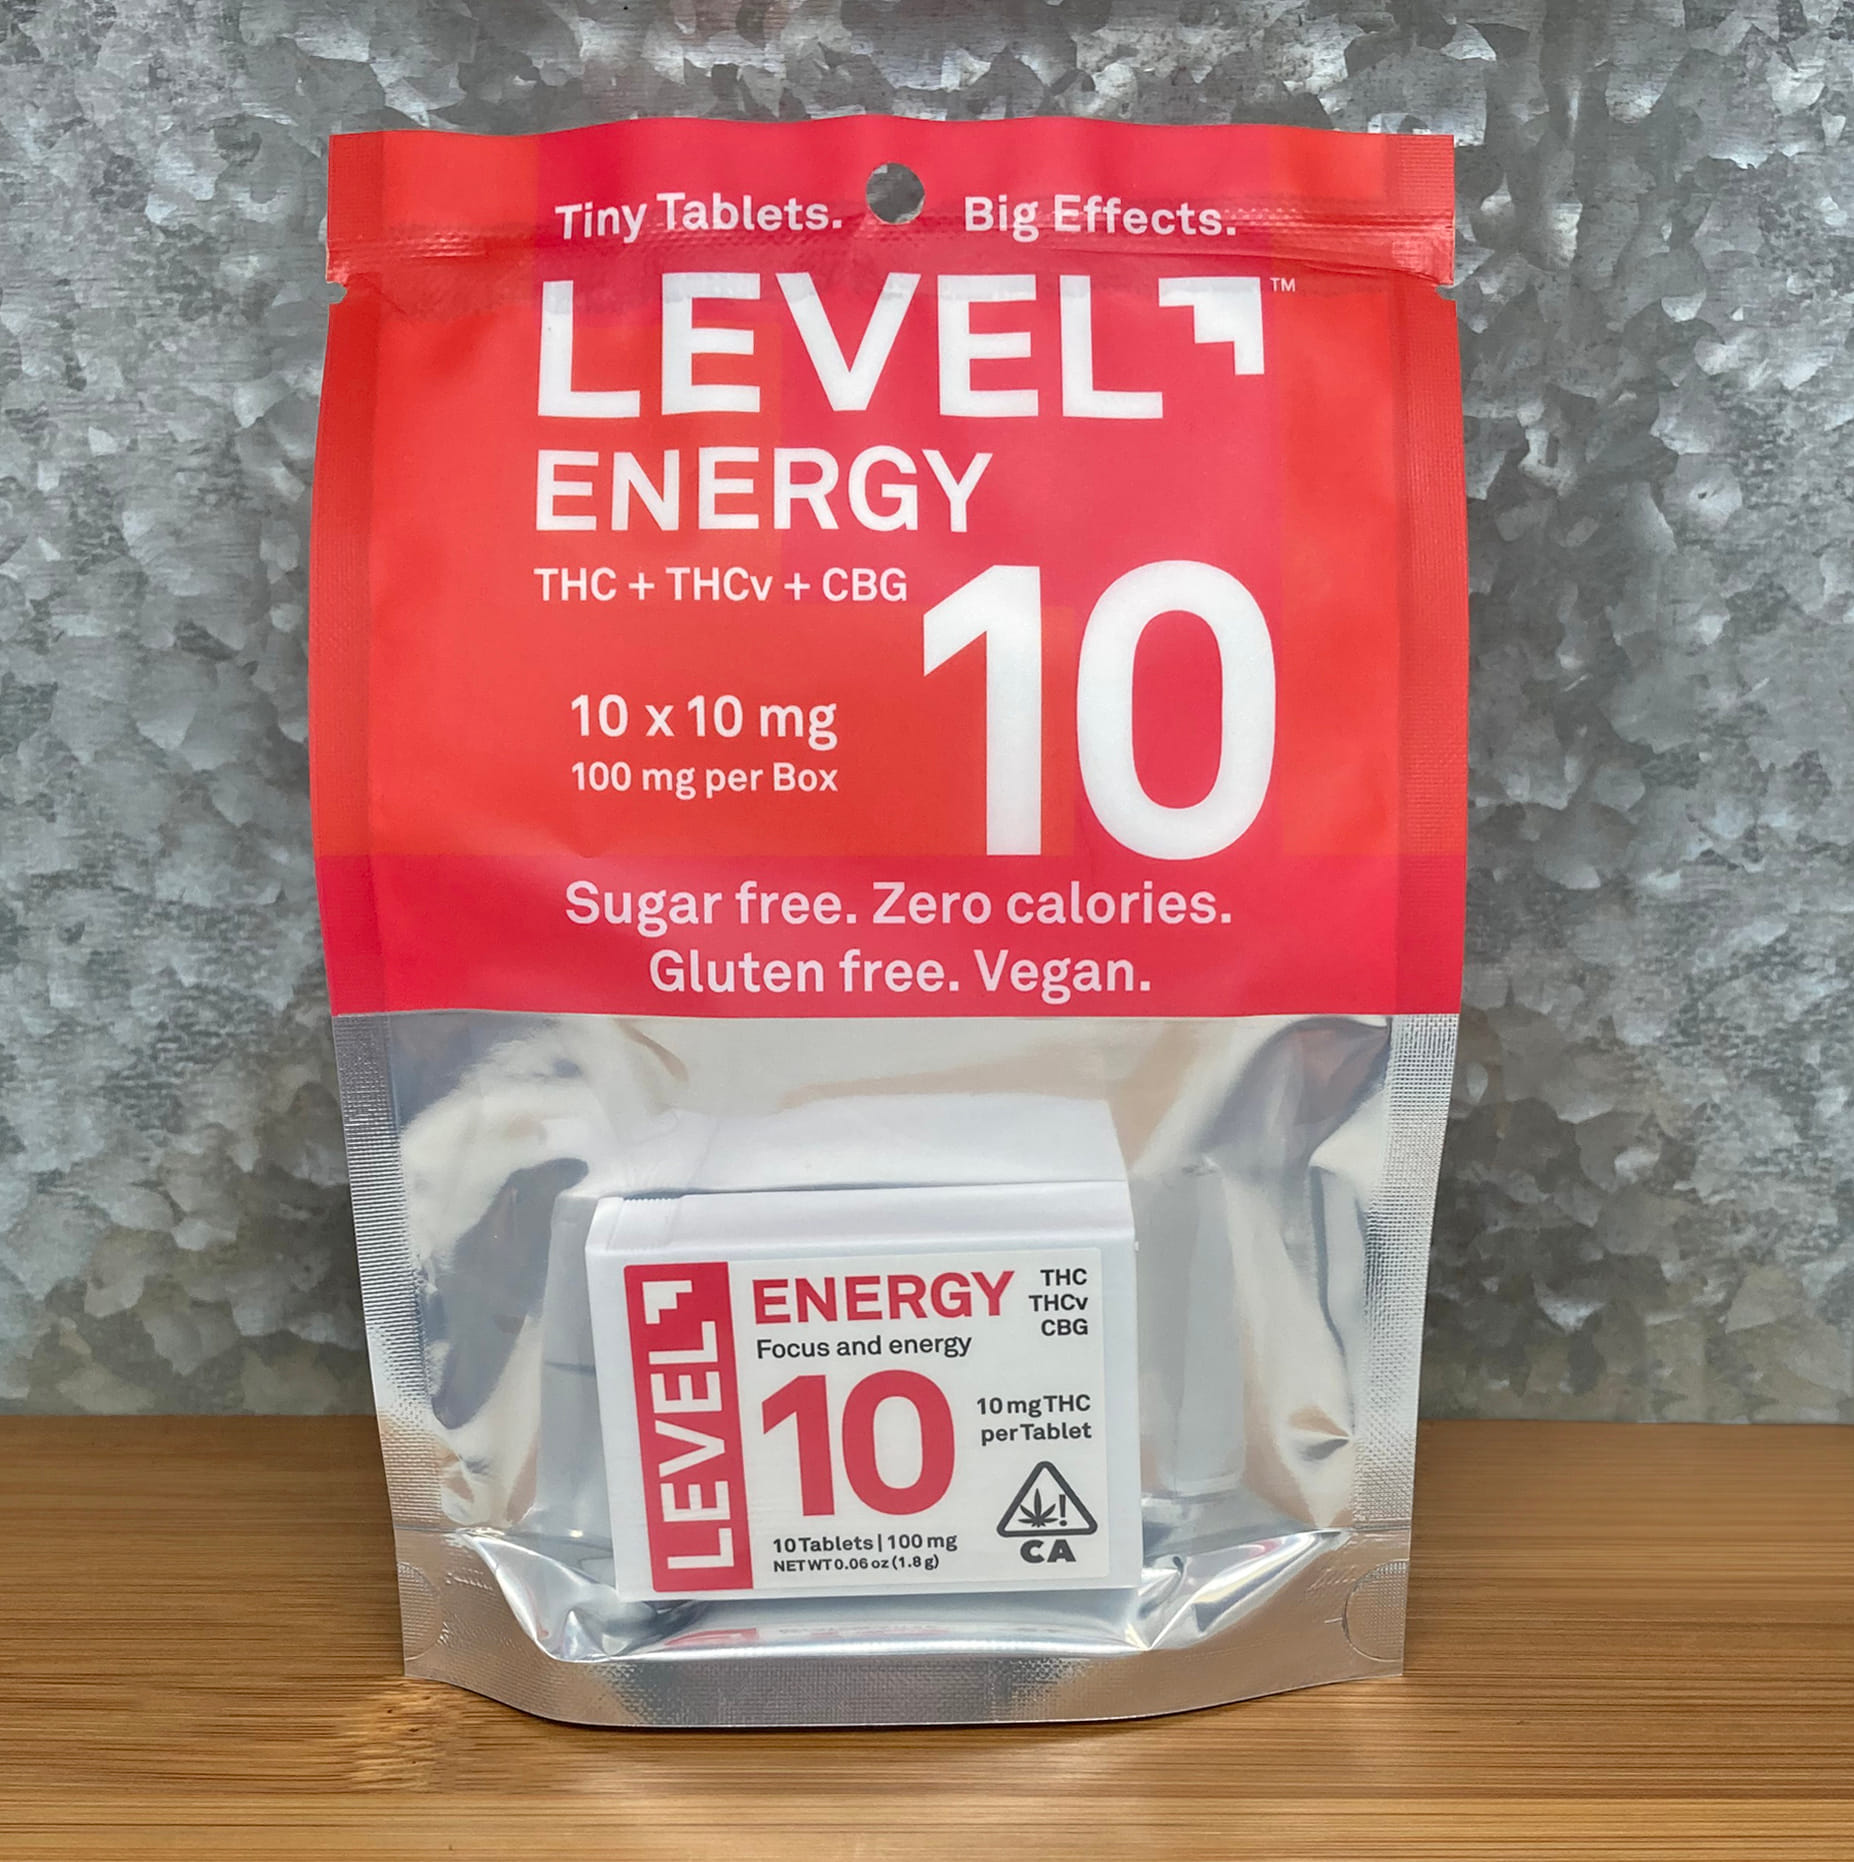 Tiny Tablets. Big Effects.
LEVEL™
ENERGY
THC + THCv + CBG
10
10 x 10 mg
100 mg per Box
Sugar free. Zero calories.
Gluten free. Vegan.
LEVEL
ENERGY
Focus and energy
THC
THCv
CBG
10
10 mg THC
per Tablet
10 Tablets | 100 mg
NET WT 0.06 oz (1.8 g)
!
CA